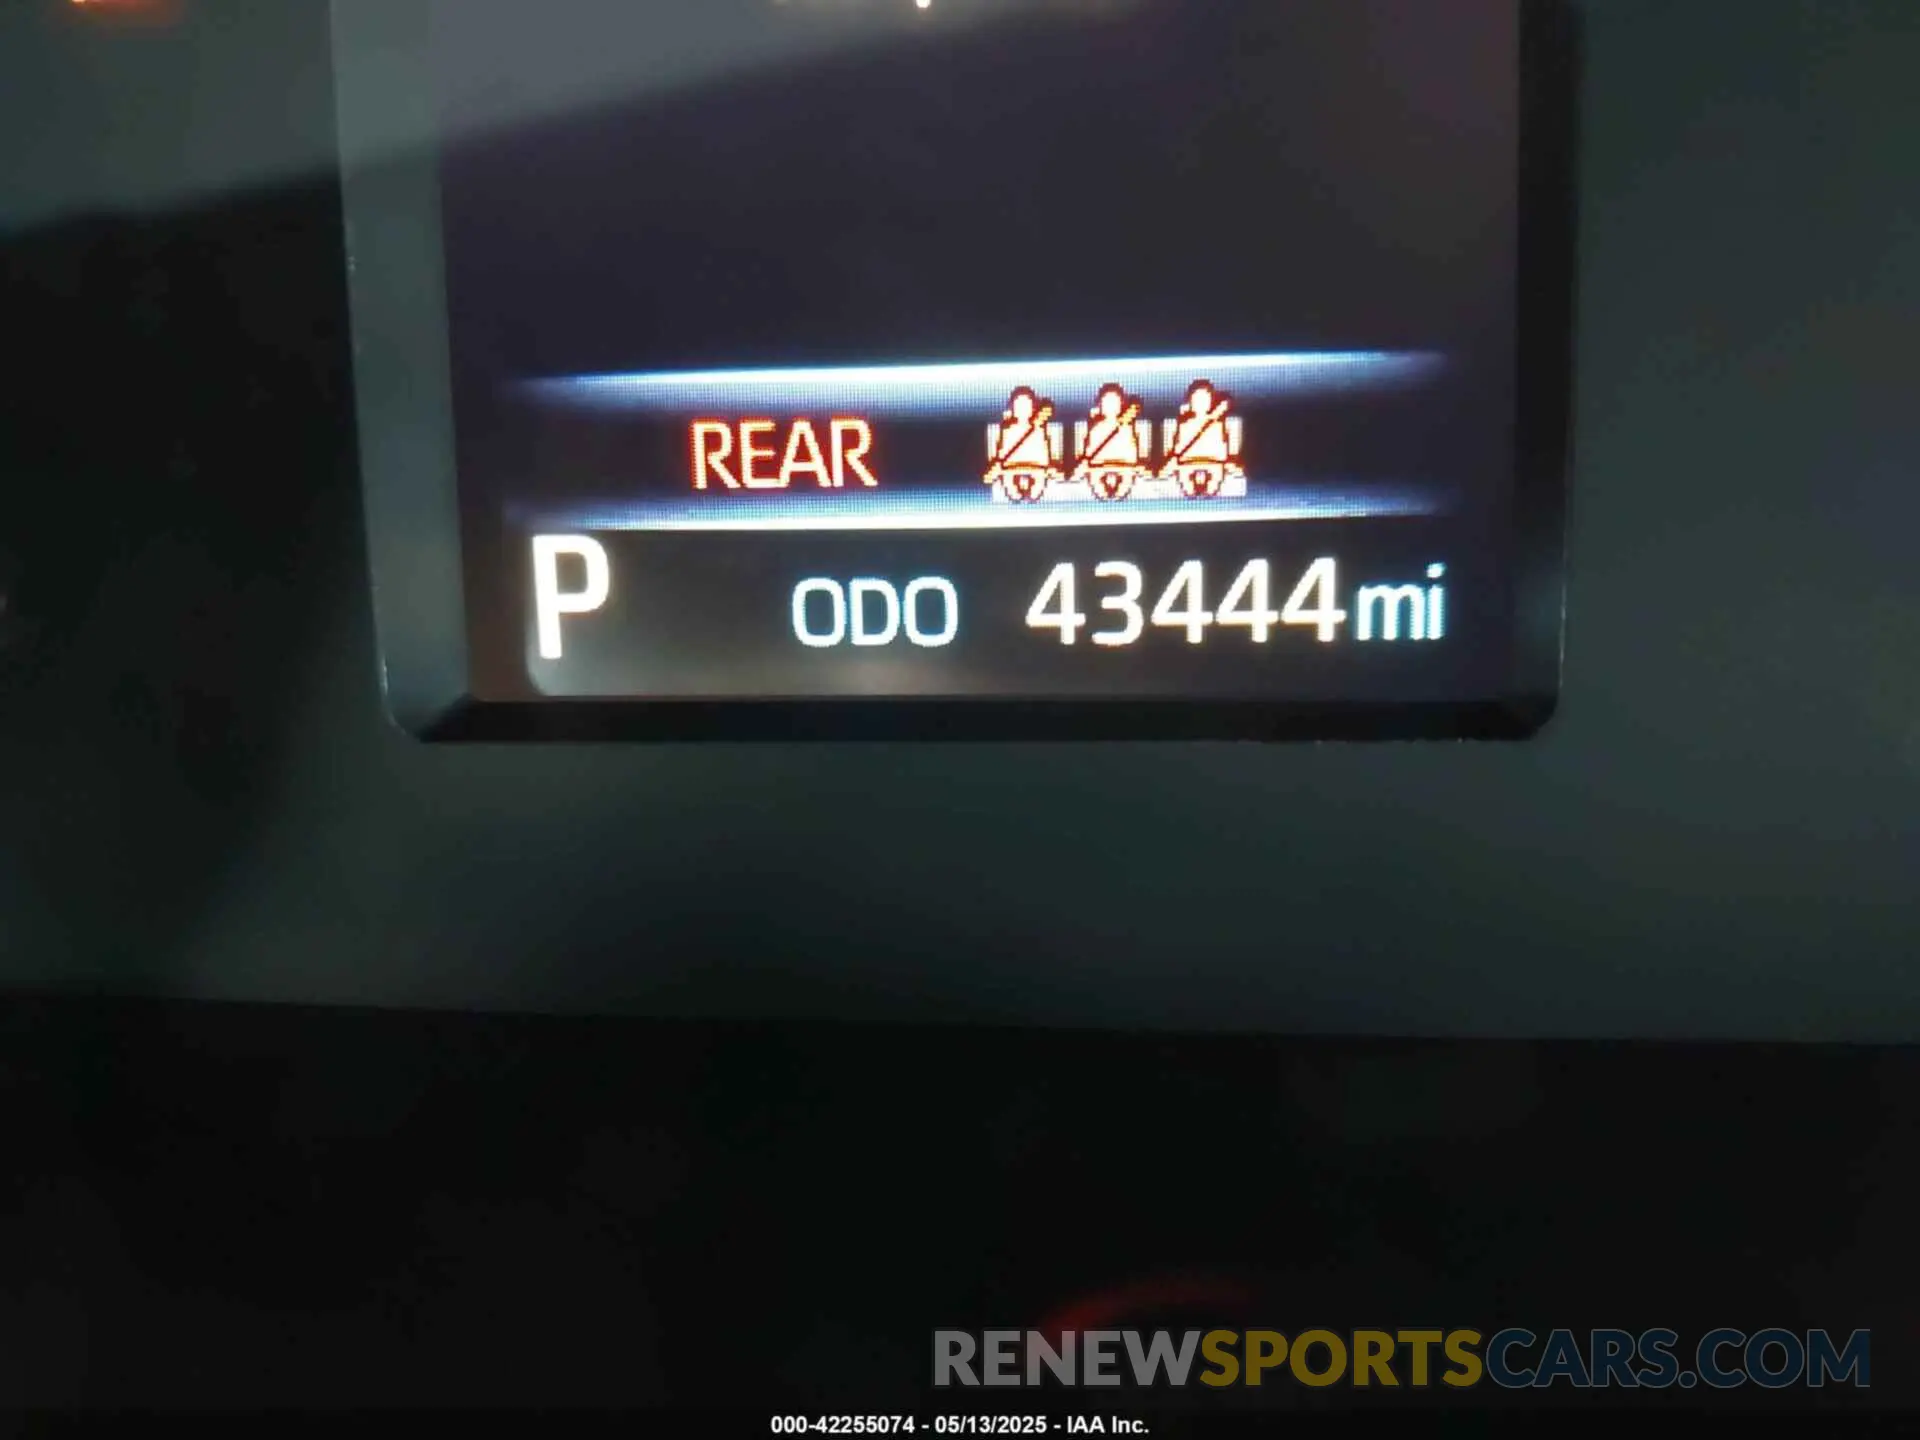 REAR
P ODO 43444 mi
RENEWSPORTSCARS.COM
000-42255074 - 05/13/2025 - IAA Inc.